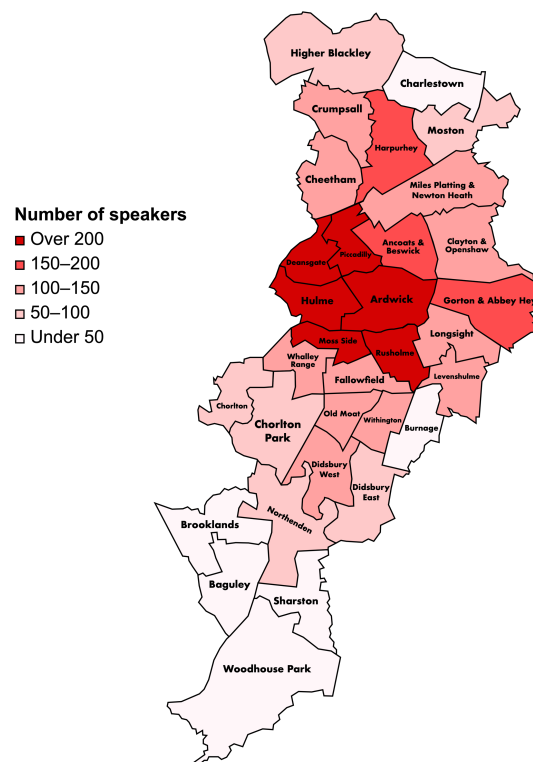 Higher Blackley
Charlestown
Crumpsall
Moston
Harpurhey
Cheetham
Miles Platting &
Newton Heath
Number of speakers
Over 200
150–200
100–150
50–100
Under 50
Deansgate
Piccadilly
Ancoats &
Beswick
Clayton &
Openshaw
Hulme
Ardwick
Gorton & Abbey Hey
Moss Side
Rusholme
Longsight
Whalley
Range
Fallowfield
Levenshulme
Chorlton
Chorlton
Park
Old Moat
Withington
Burnage
Didsbury
West
Didsbury
East
Northenden
Brooklands
Baguley
Sharston
Woodhouse Park